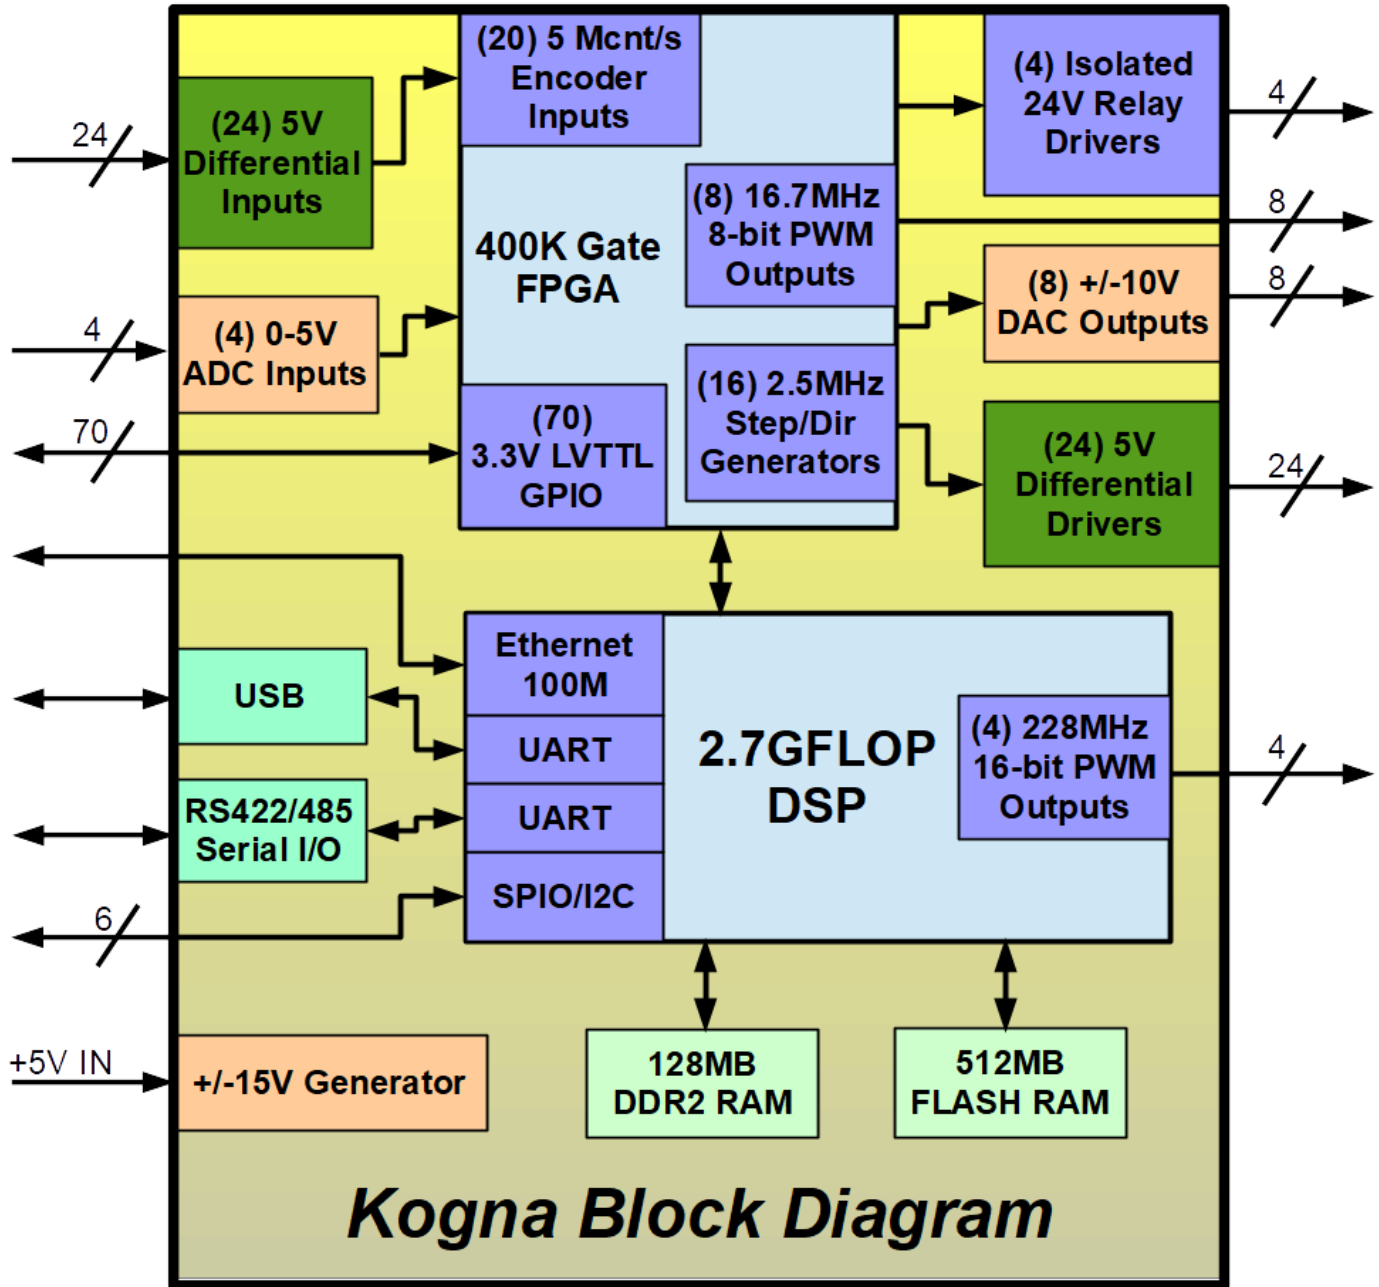 (20) 5 Mcnt/s
Encoder
Inputs
(4) Isolated
24V Relay
Drivers
4
24
(24) 5V
Differential
Inputs
(8) 16.7MHz
8-bit PWM
Outputs
8
400K Gate
FPGA
(8) +/-10V
DAC Outputs
8
4
(4) 0-5V
ADC Inputs
(16) 2.5MHz
Step/Dir
Generators
70
(70)
3.3V LVTTL
GPIO
(24) 5V
Differential
Drivers
24
Ethernet
100M
USB
UART
2.7GFLOP
DSP
(4) 228MHz
16-bit PWM
Outputs
4
RS422/485
Serial I/O
UART
SPIO/I2C
6
+5V IN
+/-15V Generator
128MB
DDR2 RAM
512MB
FLASH RAM
Kogna Block Diagram